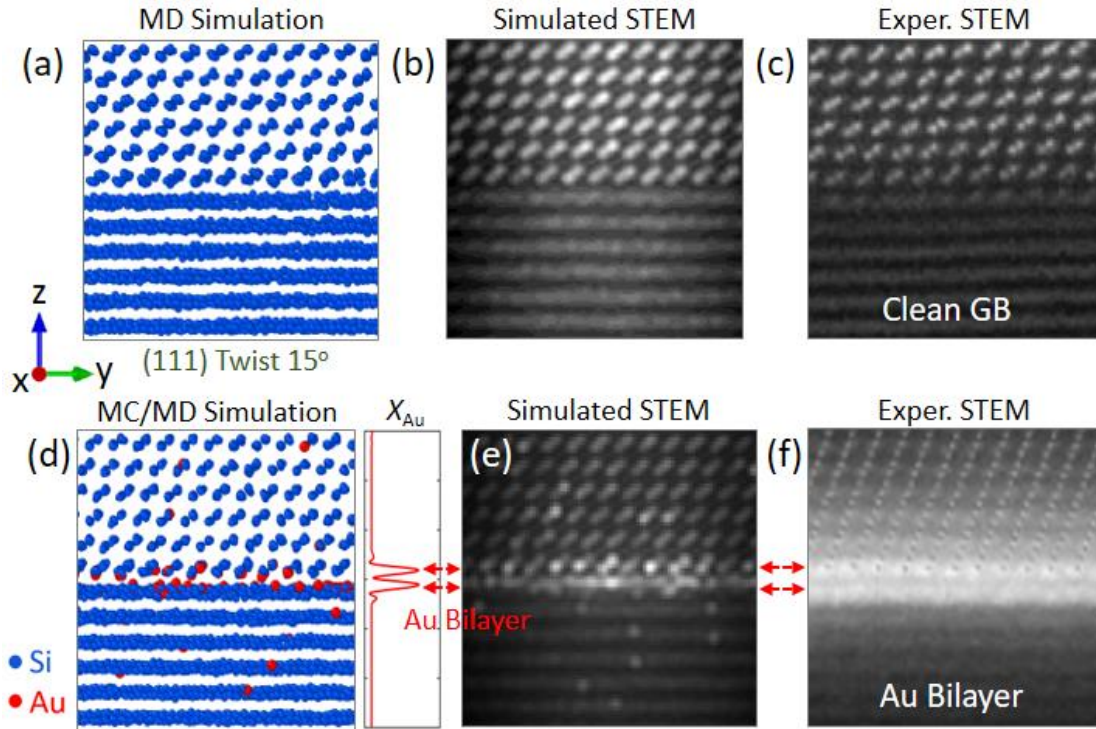 MD Simulation
Simulated STEM
Exper. STEM
(a)
(b)
(c)
Clean GB
z
x
y
(111) Twist 15°
MC/MD Simulation
X_Au
Simulated STEM
Exper. STEM
(d)
(e)
(f)
Au Bilayer
Si
Au
Au Bilayer